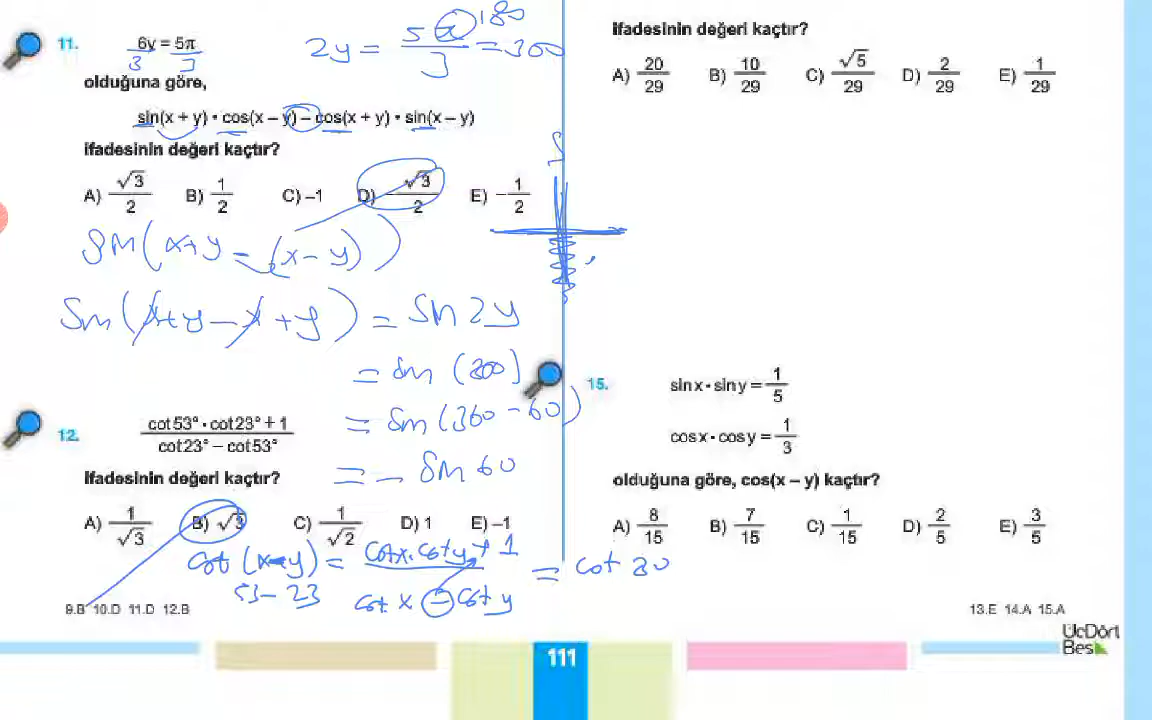 11. 6y = 5π
3 3
2y = 5π/3 = 300
180
olduğuna göre,
sin(x + y) • cos(x – y) – cos(x + y) • sin(x – y)
ifadesinin değeri kaçtır?
A) √3/2 B) 1/2 C) –1 D) –√3/2 E) –1/2
Sin(x+y – (x – y))
Sin(x+y – x + y) = Sin 2y
= sin(300)
= sin(360 – 60)
= – sin 60
12. cot53° • cot23° + 1 / cot23° – cot53°
ifadesinin değeri kaçtır?
A) 1/√3 B) √3 C) 1/√2 D) 1 E) –1
cot(x–y) = cotx.coty + 1 / cot x – cot y = cot 30
53 – 23
9.B 10.D 11.D 12.B
ifadesinin değeri kaçtır?
A) 20/29 B) 10/29 C) √5/29 D) 2/29 E) 1/29
15. sinx • siny = 1/5
cosx • cosy = 1/3
olduğuna göre, cos(x – y) kaçtır?
A) 8/15 B) 7/15 C) 1/15 D) 2/5 E) 3/5
13.E 14.A 15.A
ÜçDört
Beş
111